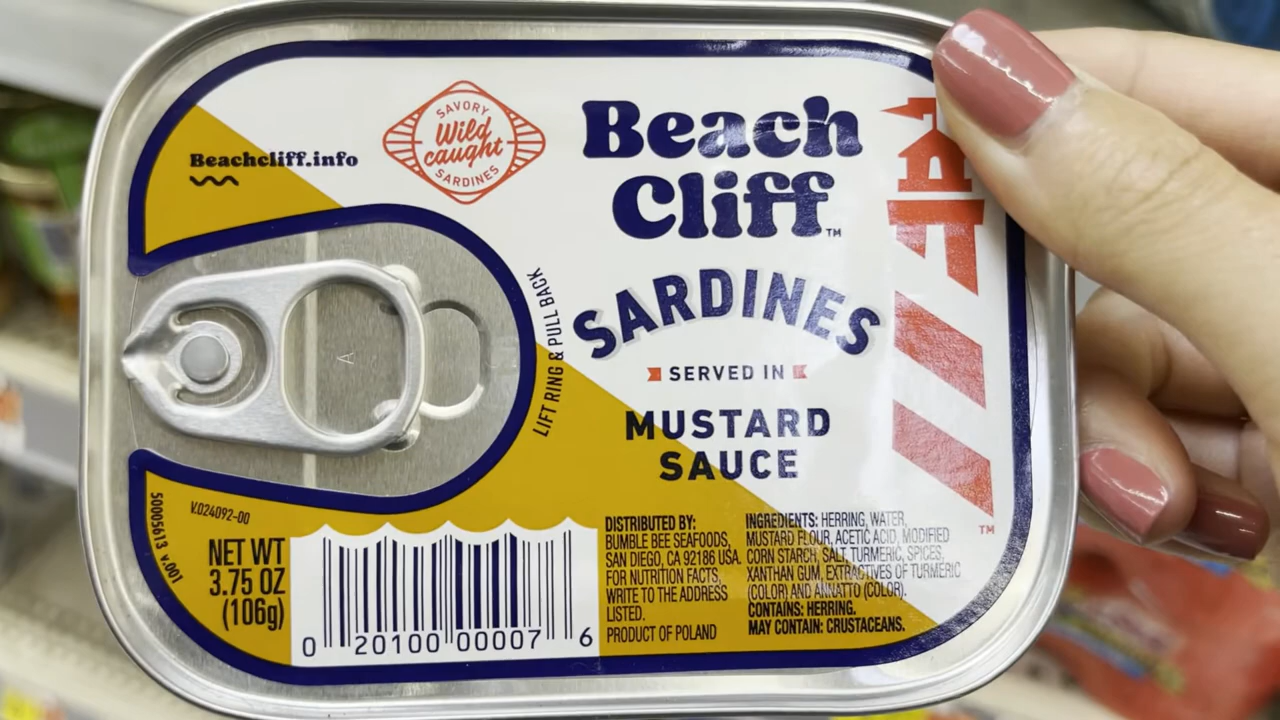 Beachcliff.info
SAVORY
Wild
caught
SARDINES
Beach
Cliff™
SARDINES
SERVED IN
MUSTARD
SAUCE
™
LIFT RING & PULL BACK
A
V.024092-00
NET WT
3.75 OZ
(106g)
0 20100 00007 6
DISTRIBUTED BY:
BUMBLE BEE SEAFOODS,
SAN DIEGO, CA 92186 USA.
FOR NUTRITION FACTS,
WRITE TO THE ADDRESS
LISTED.
PRODUCT OF POLAND
INGREDIENTS: HERRING, WATER,
MUSTARD FLOUR, ACETIC ACID, MODIFIED
CORN STARCH, SALT, TURMERIC, SPICES,
XANTHAN GUM, EXTRACTIVES OF TURMERIC
(COLOR) AND ANNATTO (COLOR).
CONTAINS: HERRING.
MAY CONTAIN: CRUSTACEANS.